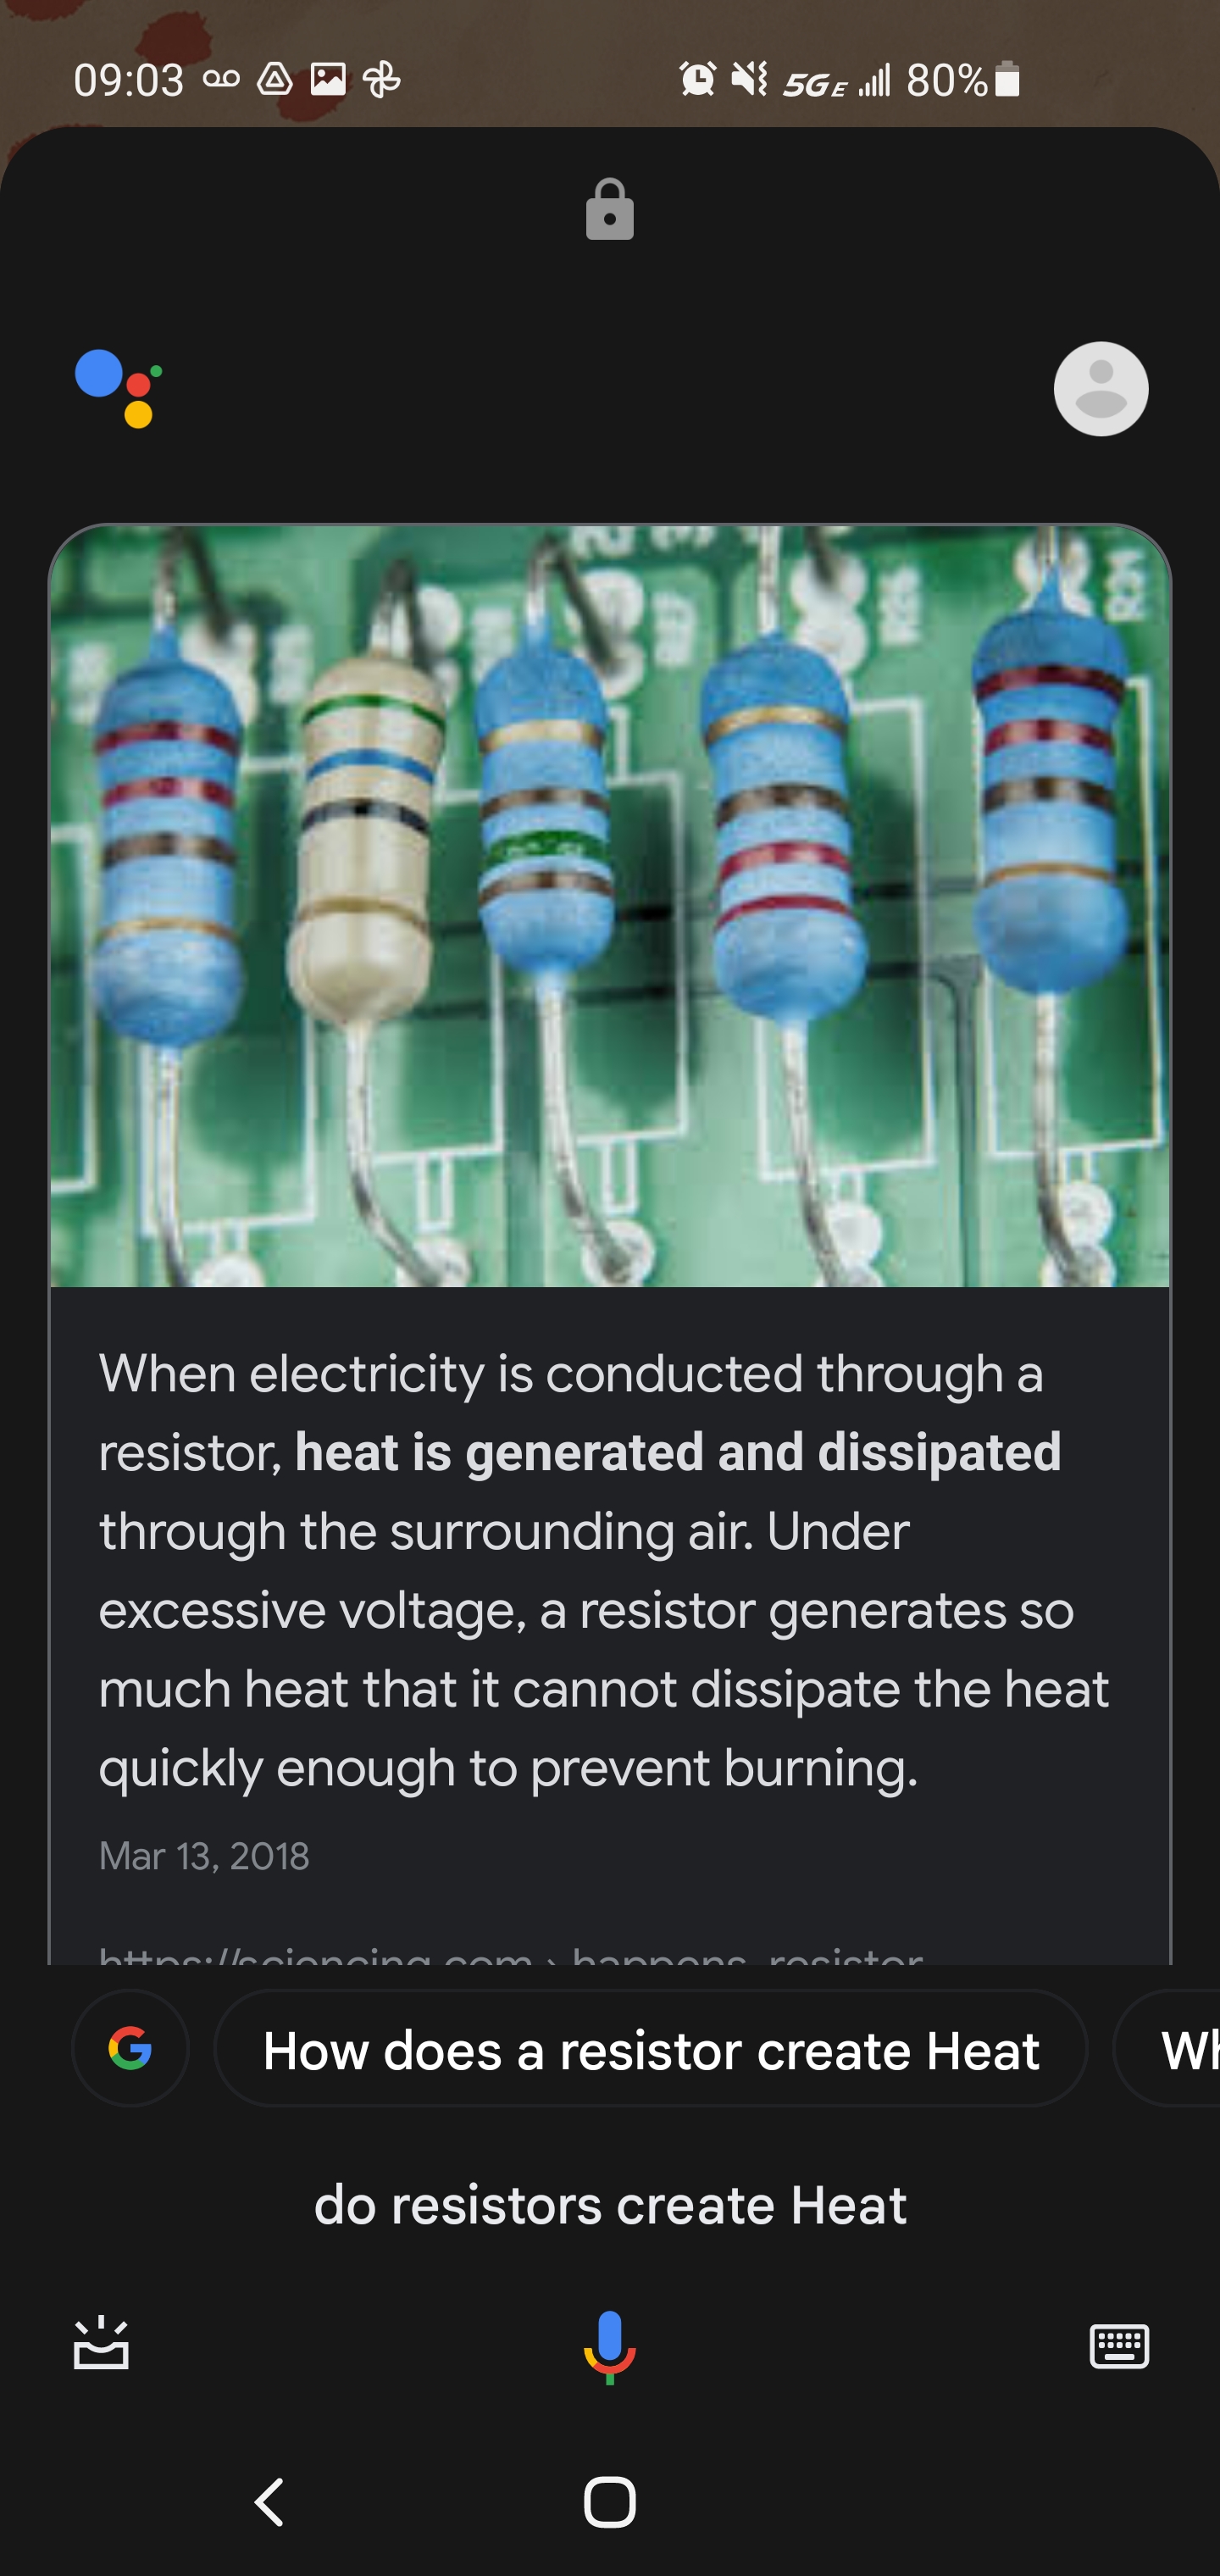 09:03 5GE 80%
When electricity is conducted through a
resistor, heat is generated and dissipated
through the surrounding air. Under
excessive voltage, a resistor generates so
much heat that it cannot dissipate the heat
quickly enough to prevent burning.
Mar 13, 2018
https://sciencing.com › happens-resistor
How does a resistor create Heat
Wh
do resistors create Heat